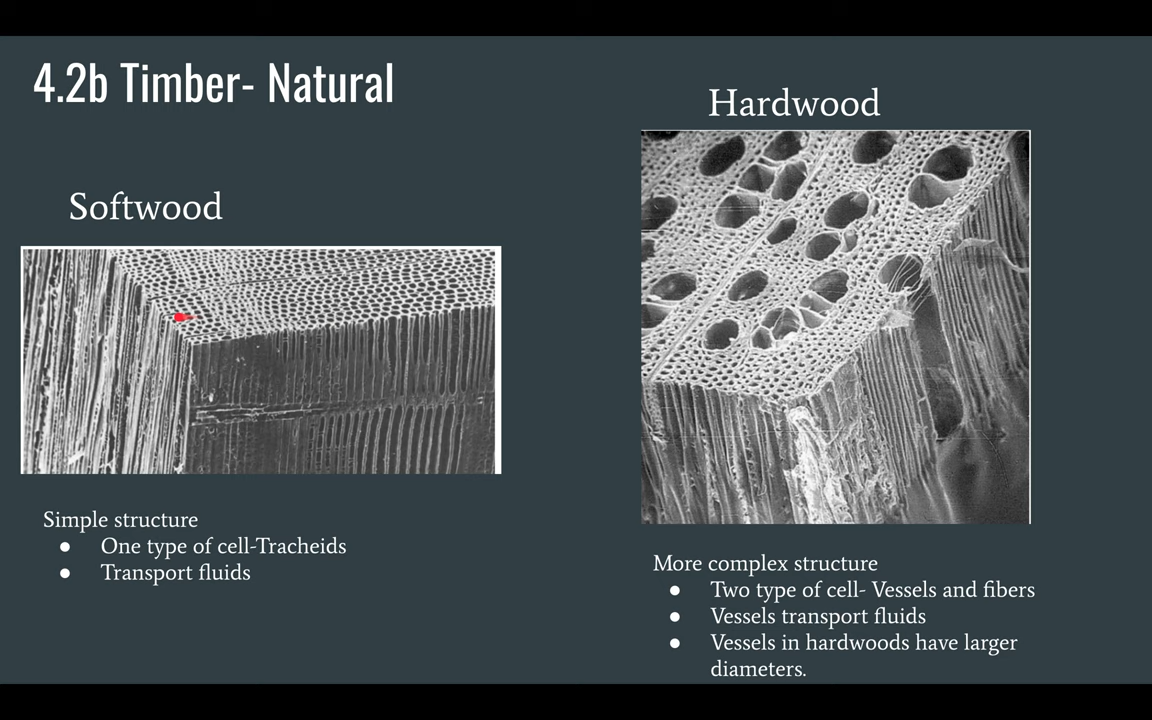 4.2b Timber- Natural
Softwood
Simple structure
● One type of cell-Tracheids
● Transport fluids
Hardwood
More complex structure
● Two type of cell- Vessels and fibers
● Vessels transport fluids
● Vessels in hardwoods have larger
diameters.